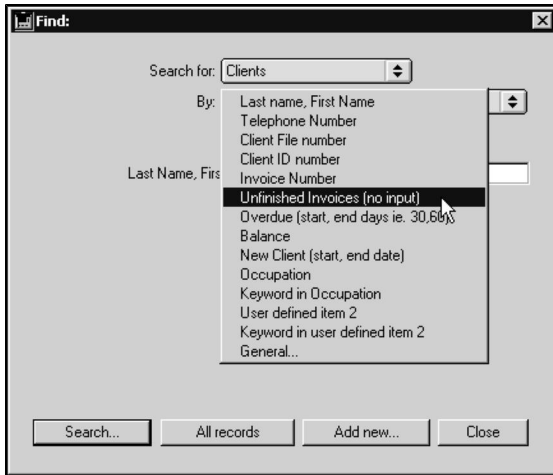 Find:
Search for: Clients
By:
Last name, First Name
Telephone Number
Client File number
Client ID number
Last Name, Firs
Invoice Number
Unfinished Invoices (no input)
Overdue (start, end days ie. 30,60)
Balance
New Client (start, end date)
Occupation
Keyword in Occupation
User defined item 2
Keyword in user defined item 2
General...
Search... All records Add new... Close